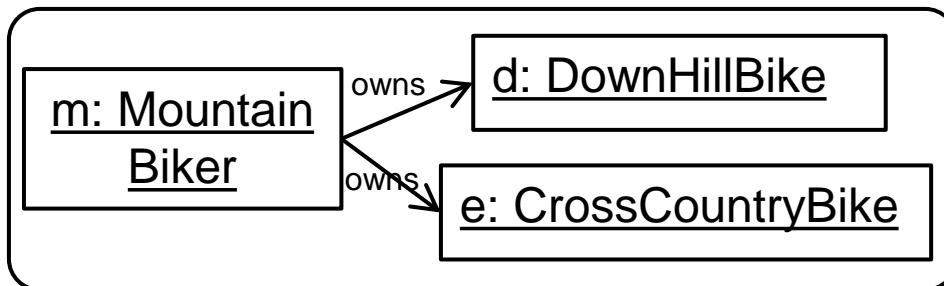 m: Mountain
Biker
owns
d: DownHillBike
owns
e: CrossCountryBike